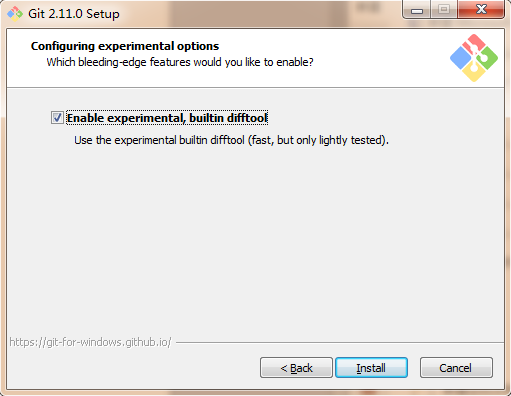 Git 2.11.0 Setup
Configuring experimental options
Which bleeding-edge features would you like to enable?
Enable experimental, builtin difftool
Use the experimental builtin difftool (fast, but only lightly tested).
https://git-for-windows.github.io/
< Back
Install
Cancel